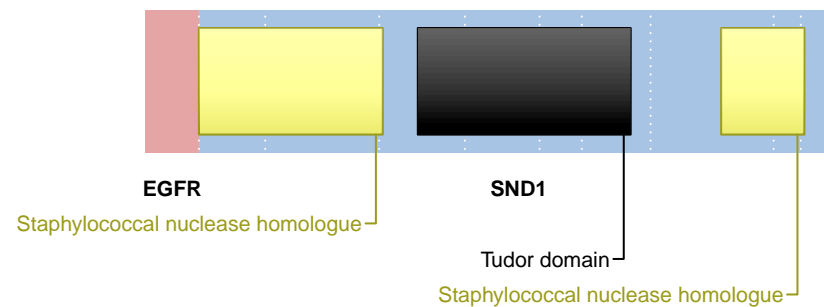 EGFR
SND1
Staphylococcal nuclease homologue
Tudor domain
Staphylococcal nuclease homologue